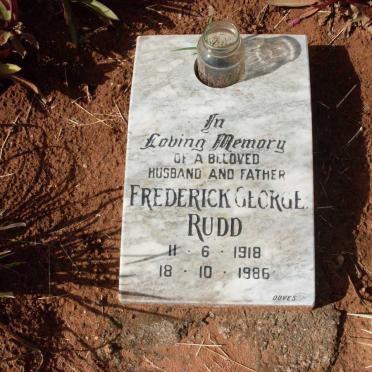 In
Loving Memory
OF A BELOVED
HUSBAND AND FATHER
FREDERICK GEORGE
RUDD
11 · 6 · 1918
18 · 10 · 1986
DOVES